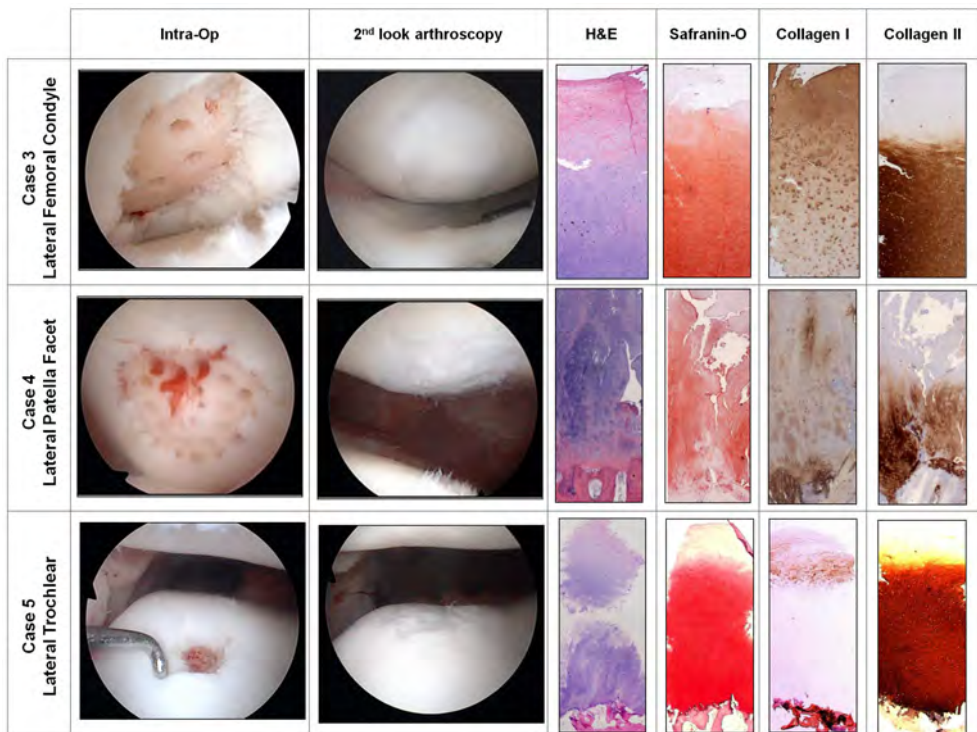 Intra-Op
2nd look arthroscopy
H&E
Safranin-O
Collagen I
Collagen II
Case 3
Lateral Femoral Condyle
Case 4
Lateral Patella Facet
Case 5
Lateral Trochlear